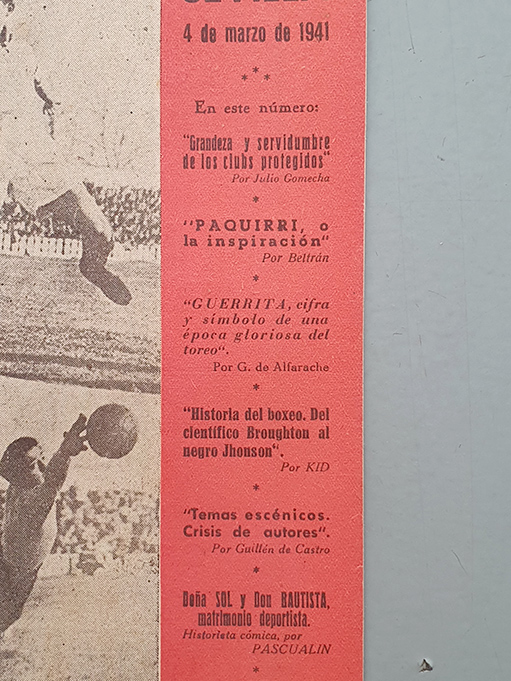 4 de marzo de 1941
* * *
En este número:
"Grandeza y servidumbre
de los clubs protegidos"
Por Julio Gomecha
*
"PAQUIRRI, o
la inspiración"
Por Beltrán
*
"GUERRITA, cifra
y símbolo de una
época gloriosa del
toreo".
Por G. de Alfarache
*
"Historia del boxeo. Del
científico Broughton al
negro Jhonson".
Por KID
*
"Temas escénicos.
Crisis de autores".
Por Guillén de Castro
*
Doña SOL y Don BAUTISTA,
matrimonio deportista.
Historieta cómica, por
PASCUALIN
*